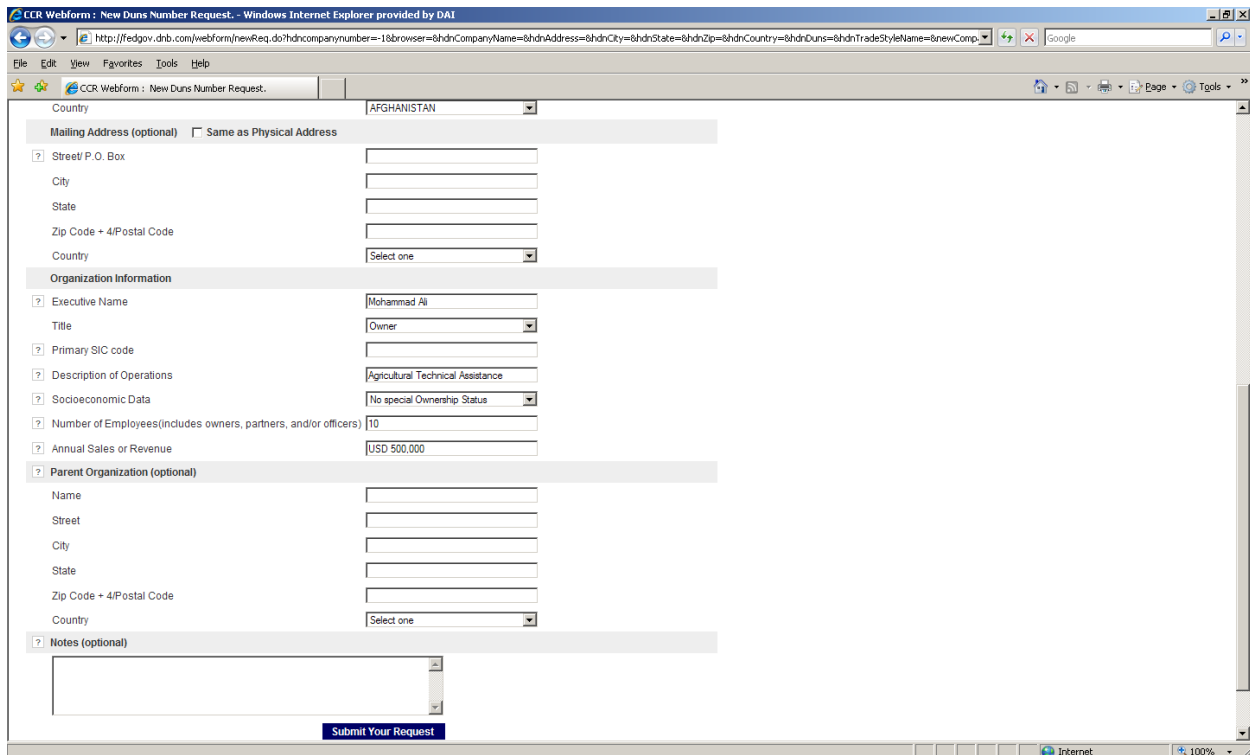 CCR Webform : New Duns Number Request. - Windows Internet Explorer provided by DAI
http://fedgov.dnb.com/webform/newReq.do?hdncompanynumber=-1&browser=&hdnCompanyName=&hdnAddress=&hdnCity=&hdnState=&hdnZip=&hdnCountry=&hdnDuns=&hdnTradeStyleName=&newComp. Google
File Edit View Favorites Tools Help
CCR Webform : New Duns Number Request. Page Tools »
Country AFGHANISTAN
Mailing Address (optional) Same as Physical Address
? Street/ P.O. Box
City
State
Zip Code + 4/Postal Code
Country Select one
Organization Information
? Executive Name Mohammad Ali
Title Owner
? Primary SIC code
? Description of Operations Agricultural Technical Assistance
? Socioeconomic Data No special Ownership Status
? Number of Employees(includes owners, partners, and/or officers) 10
? Annual Sales or Revenue USD 500,000
? Parent Organization (optional)
Name
Street
City
State
Zip Code + 4/Postal Code
Country Select one
? Notes (optional)
Submit Your Request
Internet 100%